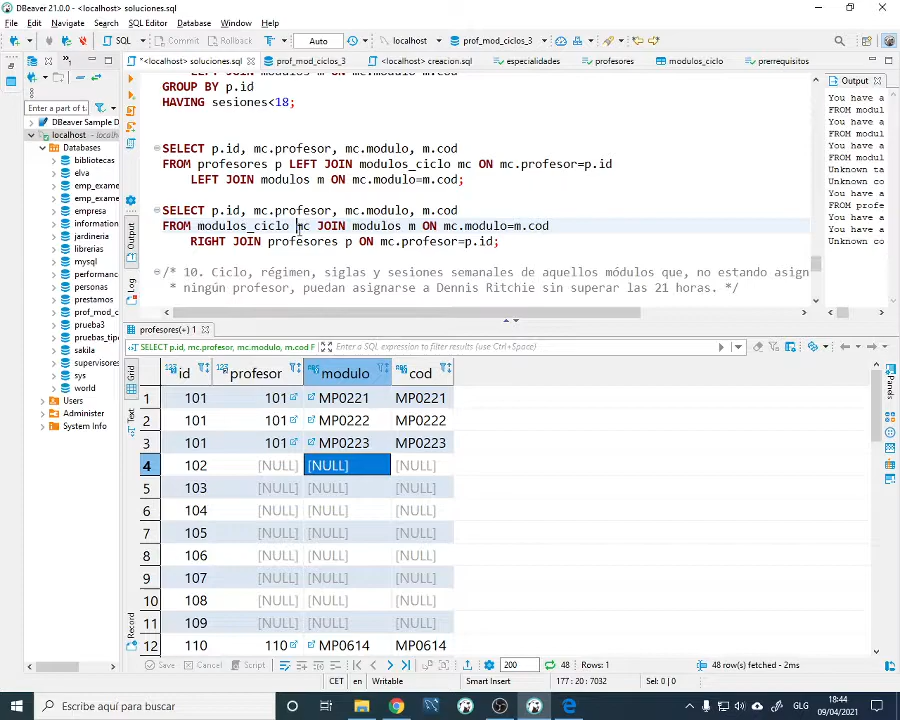 DBeaver 21.0.0 - <localhost> soluciones.sql
File Edit Navigate Search SQL Editor Database Window Help
SQL Commit Rollback Auto localhost prof_mod_ciclos_3
*<localhost> soluciones.sql prof_mod_ciclos_3 <localhost> creacion.sql especialidades profesores modulos_ciclo prerrequisitos Output
Enter a part of t
DBeaver Sample D
localhost
Databases
bibliotecas
elva
emp_exame
emp_exame
empresa
information
jardineria
librerias
mysql
performanc
personas
prestamos
prof_mod_c
prueba3
pruebas_tip
sakila
supervisore
sys
world
Users
Administer
System Info
Output
Log
GROUP BY p.id
HAVING sesiones<18;
SELECT p.id, mc.profesor, mc.modulo, m.cod
FROM profesores p LEFT JOIN modulos_ciclo mc ON mc.profesor=p.id
LEFT JOIN modulos m ON mc.modulo=m.cod;
SELECT p.id, mc.profesor, mc.modulo, m.cod
FROM modulos_ciclo mc JOIN modulos m ON mc.modulo=m.cod
RIGHT JOIN profesores p ON mc.profesor=p.id;
/* 10. Ciclo, régimen, siglas y sesiones semanales de aquellos módulos que, no estando asign
* ningún profesor, puedan asignarse a Dennis Ritchie sin superar las 21 horas. */
You have a
FROM modul
You have a
FROM modul
You have a
FROM modul
Unknown ta
Unknown co
You have a
FROM profe
You have a
You have a
Unknown co
profesores(+) 1
SELECT p.id, mc.profesor, mc.modulo, m.cod F Enter a SQL expression to filter results (use Ctrl+Space)
Grid
Text
Record
Panels
id profesor modulo cod
1 101 101 MP0221 MP0221
2 101 101 MP0222 MP0222
3 101 101 MP0223 MP0223
4 102 [NULL] [NULL] [NULL]
5 103 [NULL] [NULL] [NULL]
6 104 [NULL] [NULL] [NULL]
7 105 [NULL] [NULL] [NULL]
8 106 [NULL] [NULL] [NULL]
9 107 [NULL] [NULL] [NULL]
10 108 [NULL] [NULL] [NULL]
11 109 [NULL] [NULL] [NULL]
12 110 110 MP0614 MP0614
Save Cancel Script 200 48 Rows: 1 48 row(s) fetched - 2ms
CET en Writable Smart Insert 177 : 20 : 7032 Sel: 0 | 0
Escribe aquí para buscar
18:44
09/04/2021